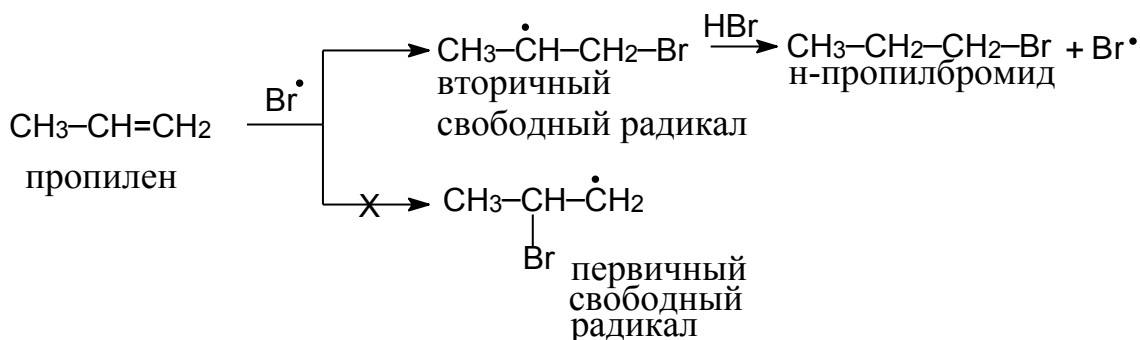 CH3–CH=CH2
пропилен
Br•
CH3–ĊH–CH2–Br
вторичный
свободный радикал
HBr
CH3–CH2–CH2–Br + Br•
н-пропилбромид
X
CH3–CH–ĊH2
Br
первичный
свободный
радикал